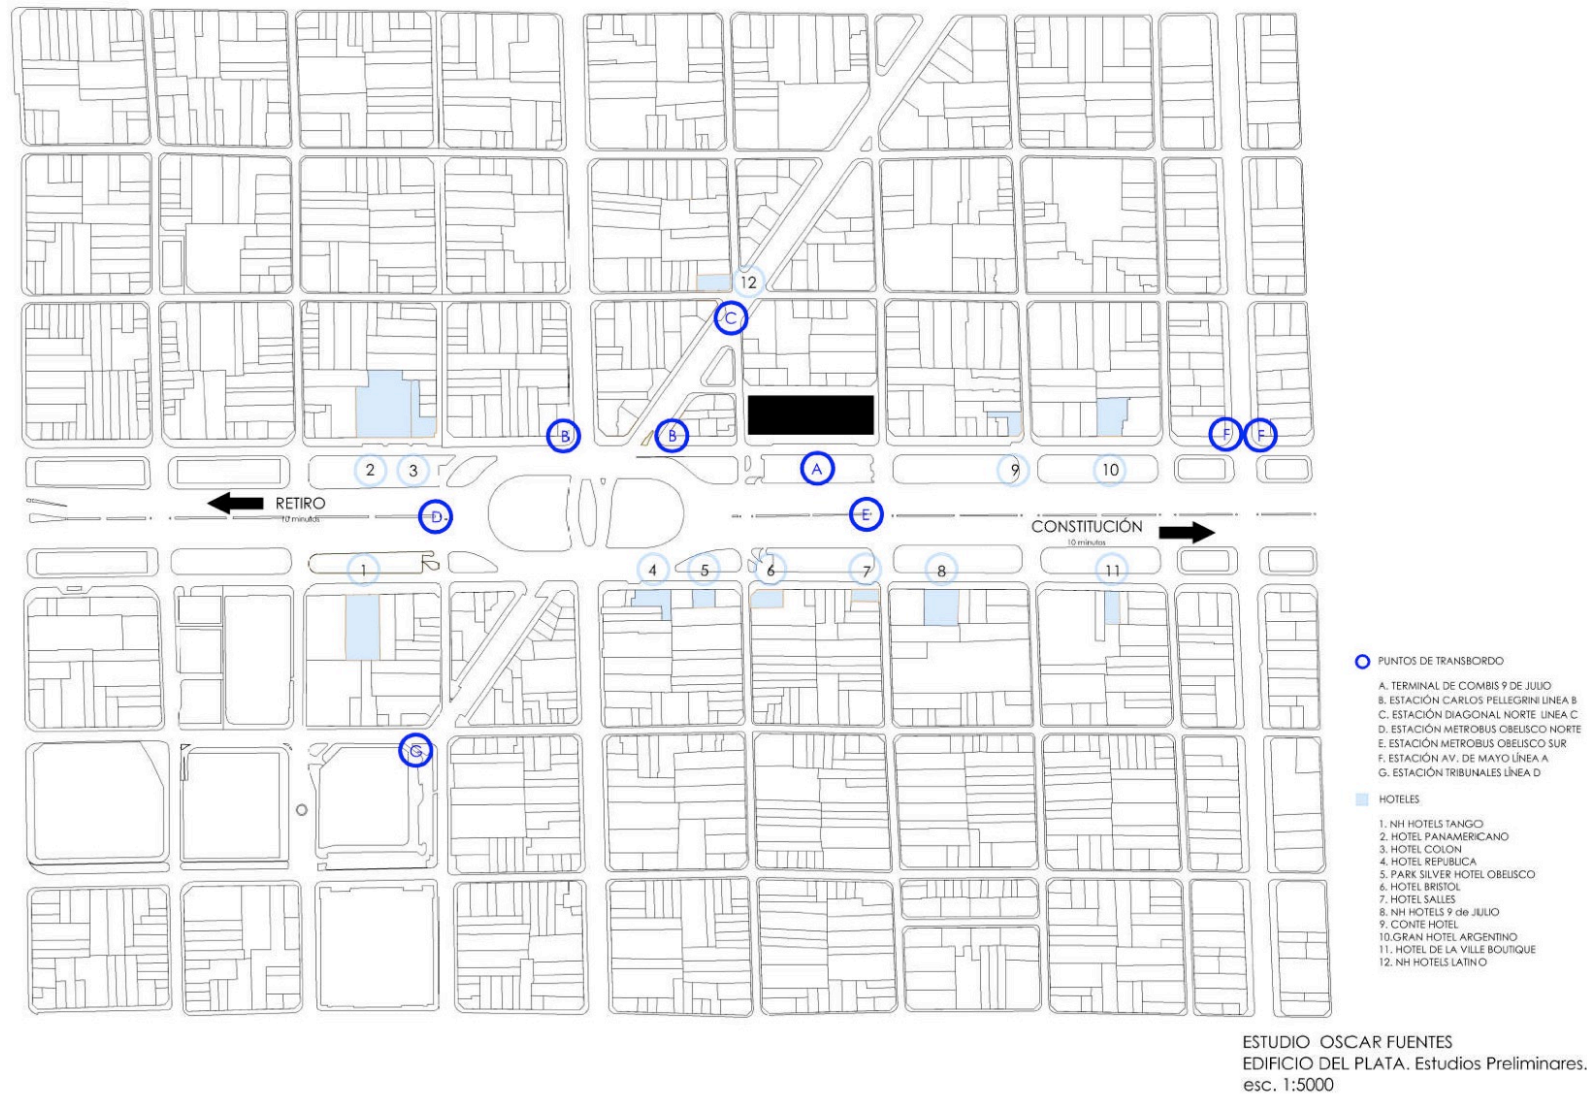 12
C
B
B
2
3
A
9
10
F
F
RETIRO
10 minutos
D
E
CONSTITUCIÓN
10 minutos
1
4
5
6
7
8
11
G
PUNTOS DE TRANSBORDO
A. TERMINAL DE COMBIS 9 DE JULIO
B. ESTACIÓN CARLOS PELLEGRINI LINEA B
C. ESTACIÓN DIAGONAL NORTE LINEA C
D. ESTACIÓN METROBUS OBELISCO NORTE
E. ESTACIÓN METROBUS OBELISCO SUR
F. ESTACIÓN AV. DE MAYO LÍNEA A
G. ESTACIÓN TRIBUNALES LÍNEA D
HOTELES
1. NH HOTELS TANGO
2. HOTEL PANAMERICANO
3. HOTEL COLON
4. HOTEL REPUBLICA
5. PARK SILVER HOTEL OBELISCO
6. HOTEL BRISTOL
7. HOTEL SALLES
8. NH HOTELS 9 de JULIO
9. CONTE HOTEL
10.GRAN HOTEL ARGENTINO
11. HOTEL DE LA VILLE BOUTIQUE
12. NH HOTELS LATINO
ESTUDIO OSCAR FUENTES
EDIFICIO DEL PLATA. Estudios Preliminares.
esc. 1:5000